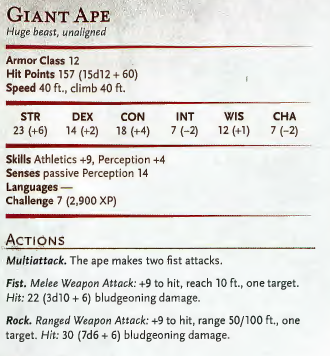 GIANT APE
Huge beast, unaligned
Armor Class 12
Hit Points 157 (15d12 + 60)
Speed 40 ft., climb 40 ft.
STR DEX CON INT WIS CHA
23 (+6) 14 (+2) 18 (+4) 7 (−2) 12 (+1) 7 (−2)
Skills Athletics +9, Perception +4
Senses passive Perception 14
Languages —
Challenge 7 (2,900 XP)
ACTIONS
Multiattack. The ape makes two fist attacks.
Fist. Melee Weapon Attack: +9 to hit, reach 10 ft., one target.
Hit: 22 (3d10 + 6) bludgeoning damage.
Rock. Ranged Weapon Attack: +9 to hit, range 50/100 ft., one
target. Hit: 30 (7d6 + 6) bludgeoning damage.